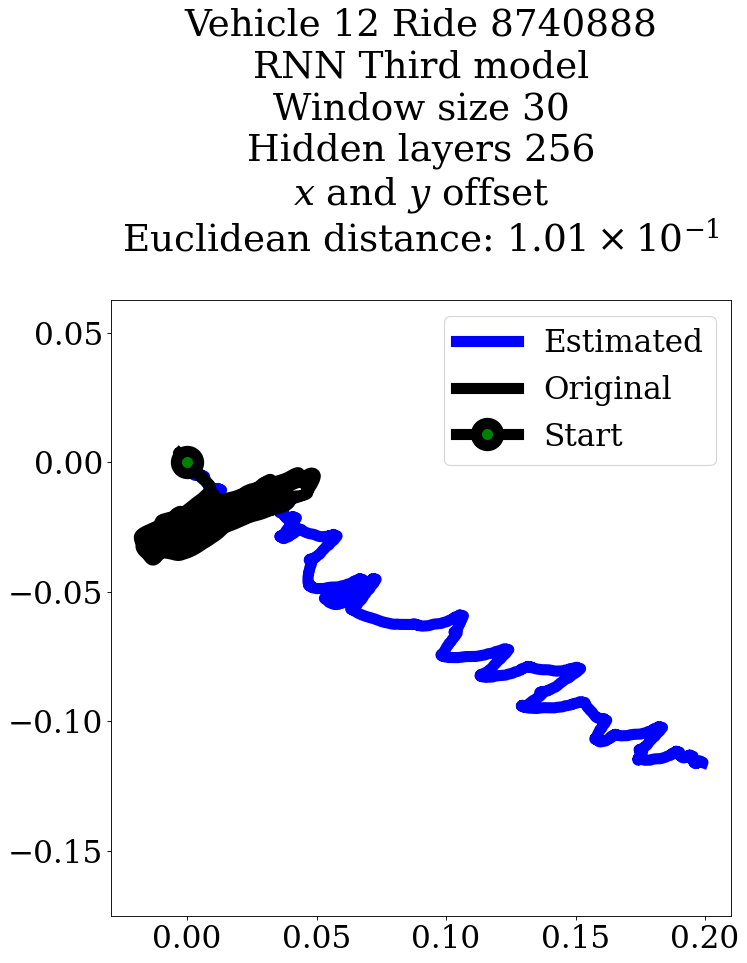 Vehicle 12 Ride 8740888
RNN Third model
Window size 30
Hidden layers 256
x and y offset
Euclidean distance: 1.01 × 10⁻¹
Estimated
Original
Start
0.05
0.00
−0.05
−0.10
−0.15
0.00 0.05 0.10 0.15 0.20